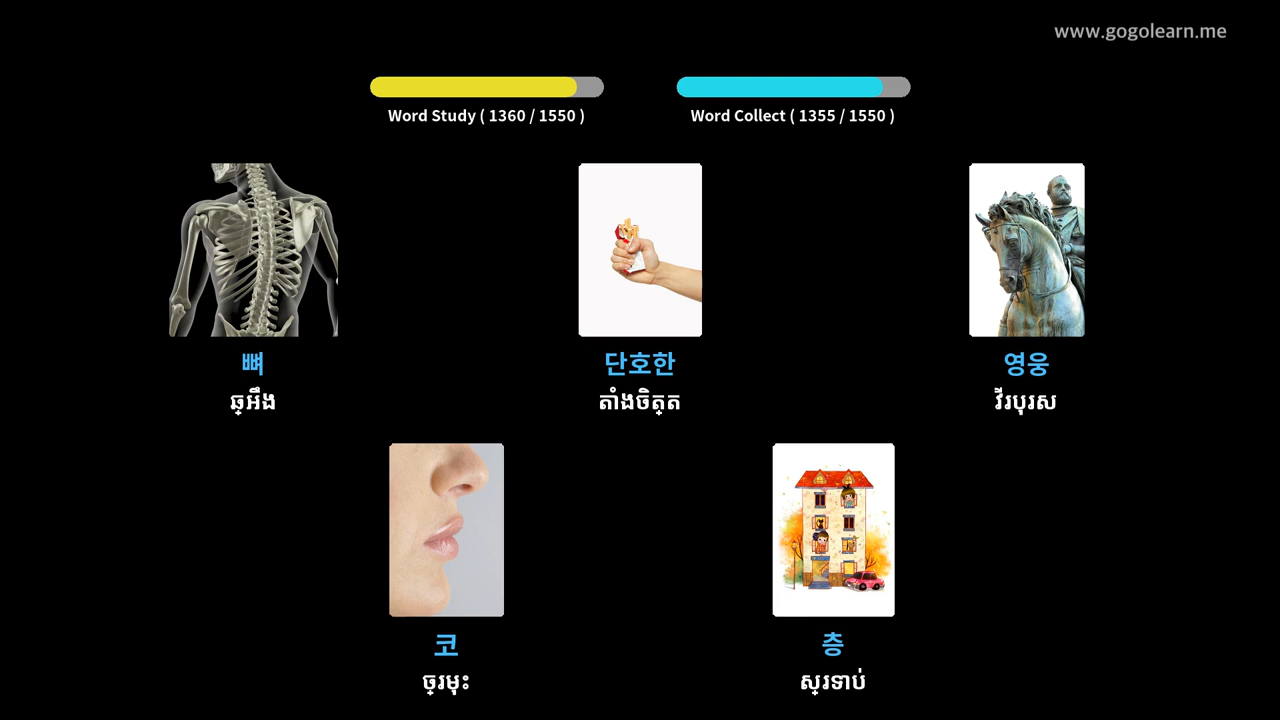 www.gogolearn.me
Word Study ( 1360 / 1550 )
Word Collect ( 1355 / 1550 )
뼈
단호한
영웅
ឆ្អឹង
តាំងចិត្ត
វីរបុរស
코
층
ច្រមុះ
ស្រទាប់